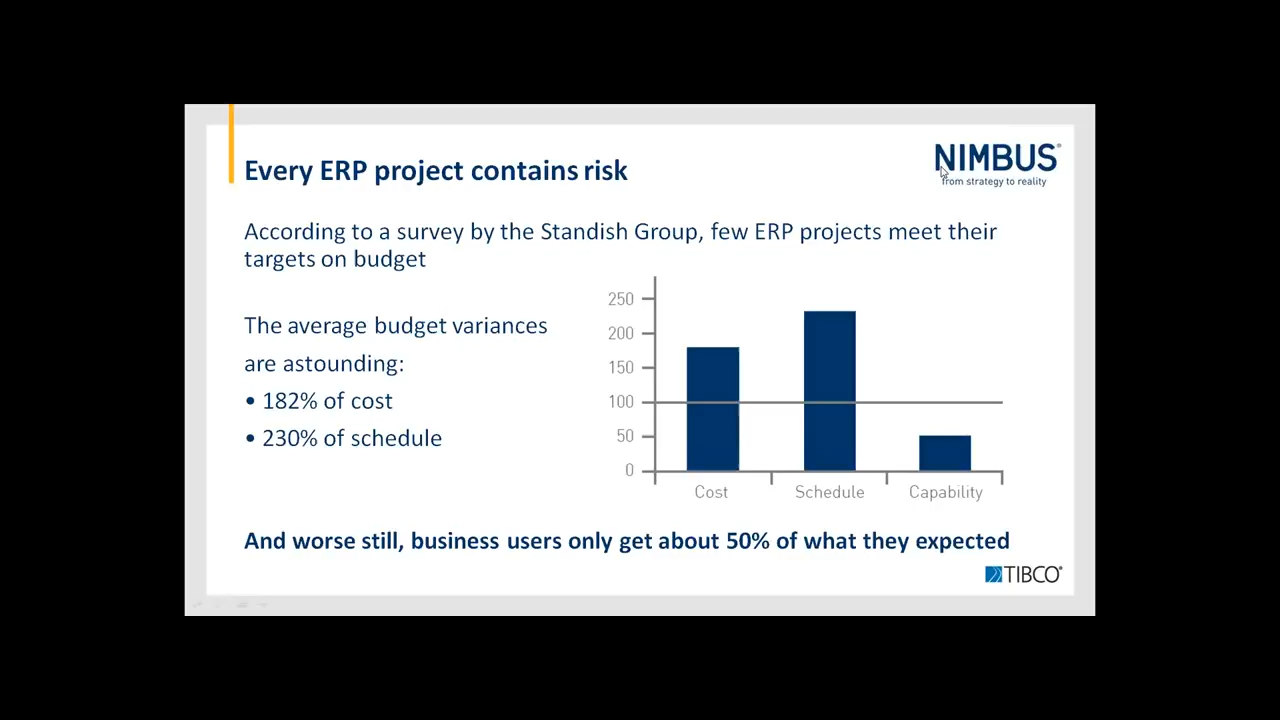 Every ERP project contains risk
NIMBUS®
from strategy to reality
According to a survey by the Standish Group, few ERP projects meet their
targets on budget
The average budget variances
are astounding:
• 182% of cost
• 230% of schedule
250
200
150
100
50
0
Cost Schedule Capability
And worse still, business users only get about 50% of what they expected
TIBCO®